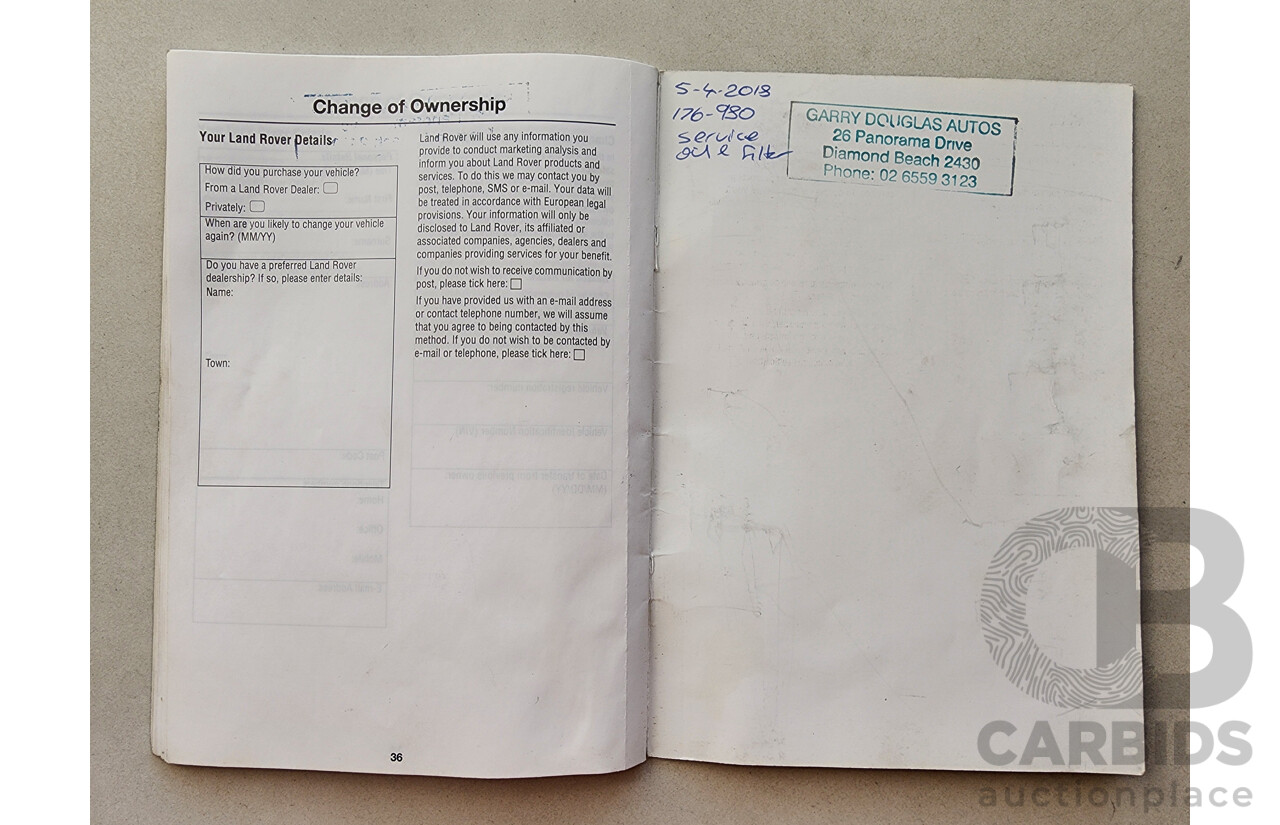 Change of Ownership
Your Land Rover Details
How did you purchase your vehicle?
From a Land Rover Dealer:
Privately:
When are you likely to change your vehicle
again? (MM/YY)
Do you have a preferred Land Rover
dealership? If so, please enter details:
Name:
Town:
Land Rover will use any information you
provide to conduct marketing analysis and
inform you about Land Rover products and
services. To do this we may contact you by
post, telephone, SMS or e-mail. Your data will
be treated in accordance with European legal
provisions. Your information will only be
disclosed to Land Rover, its affiliated or
associated companies, agencies, dealers and
companies providing services for your benefit.
If you do not wish to receive communication by
post, please tick here:
If you have provided us with an e-mail address
or contact telephone number, we will assume
that you agree to being contacted by this
method. If you do not wish to be contacted by
e-mail or telephone, please tick here:
36
5-4-2018
176-980
service
oil & Filter
GARRY DOUGLAS AUTOS
26 Panorama Drive
Diamond Beach 2430
Phone: 02 6559 3123
CARBIDS
auctionplace